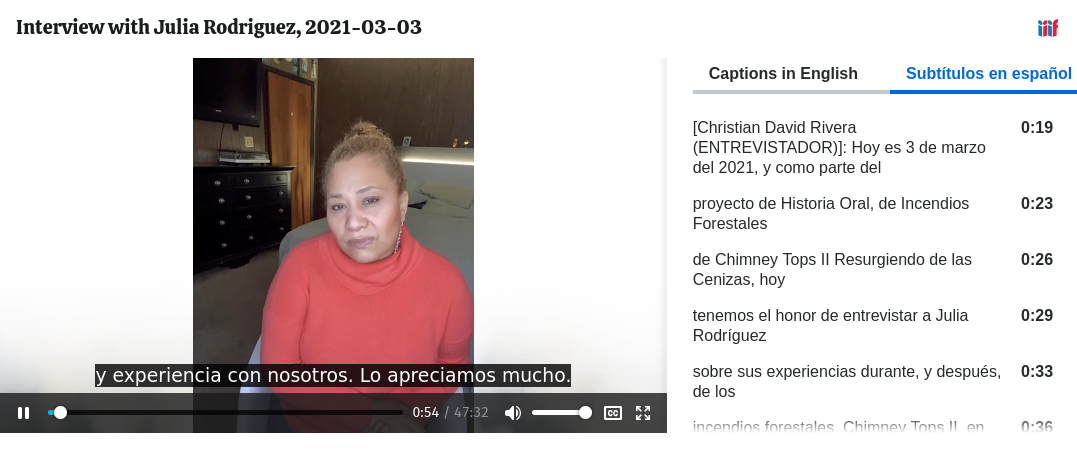 Interview with Julia Rodriguez, 2021-03-03
iiif
Captions in English
Subtítulos en español
[Christian David Rivera 0:19
(ENTREVISTADOR)]: Hoy es 3 de marzo
del 2021, y como parte del
proyecto de Historia Oral, de Incendios 0:23
Forestales
de Chimney Tops II Resurgiendo de las 0:26
Cenizas, hoy
tenemos el honor de entrevistar a Julia 0:29
Rodríguez
sobre sus experiencias durante, y después, 0:33
de los
incendios forestales, Chimney Tops II, en 0:36
y experiencia con nosotros. Lo apreciamos mucho.
0:54 / 47:32
CC